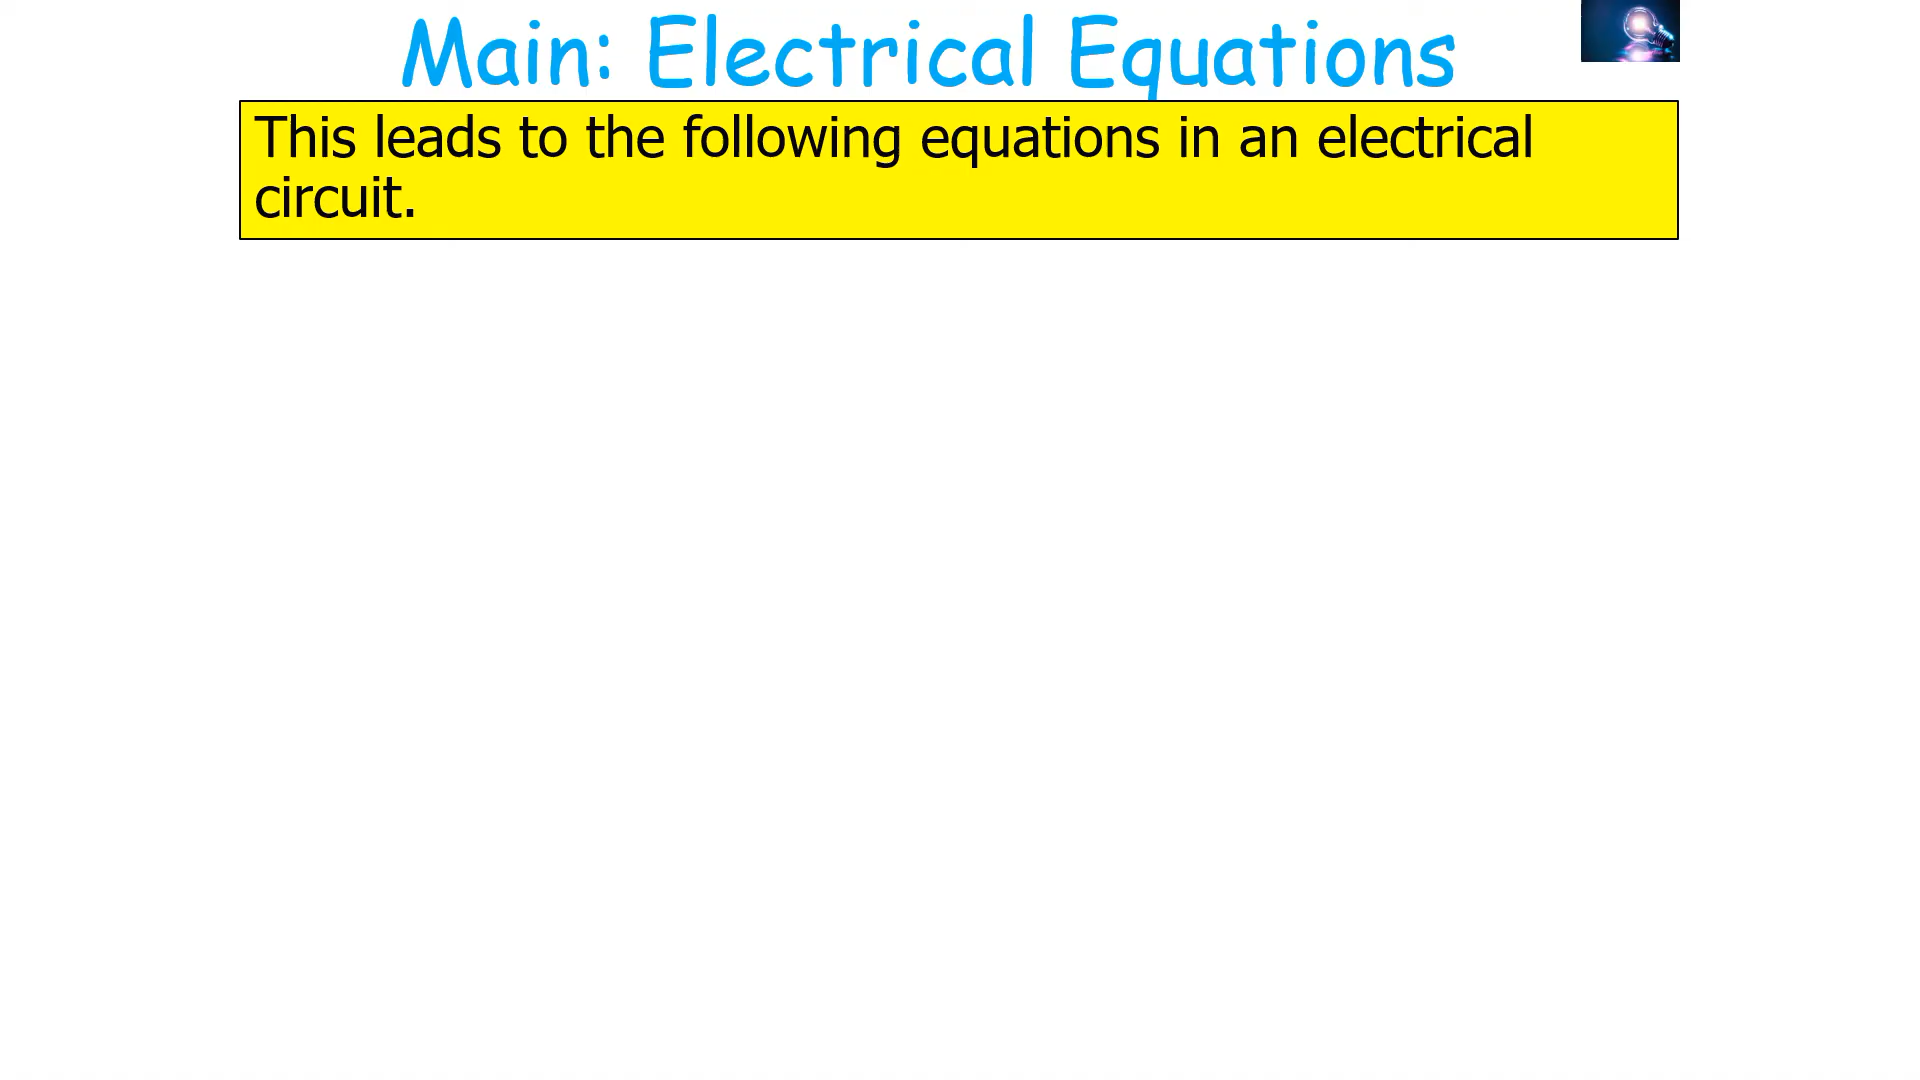 Main: Electrical Equations
This leads to the following equations in an electrical
circuit.